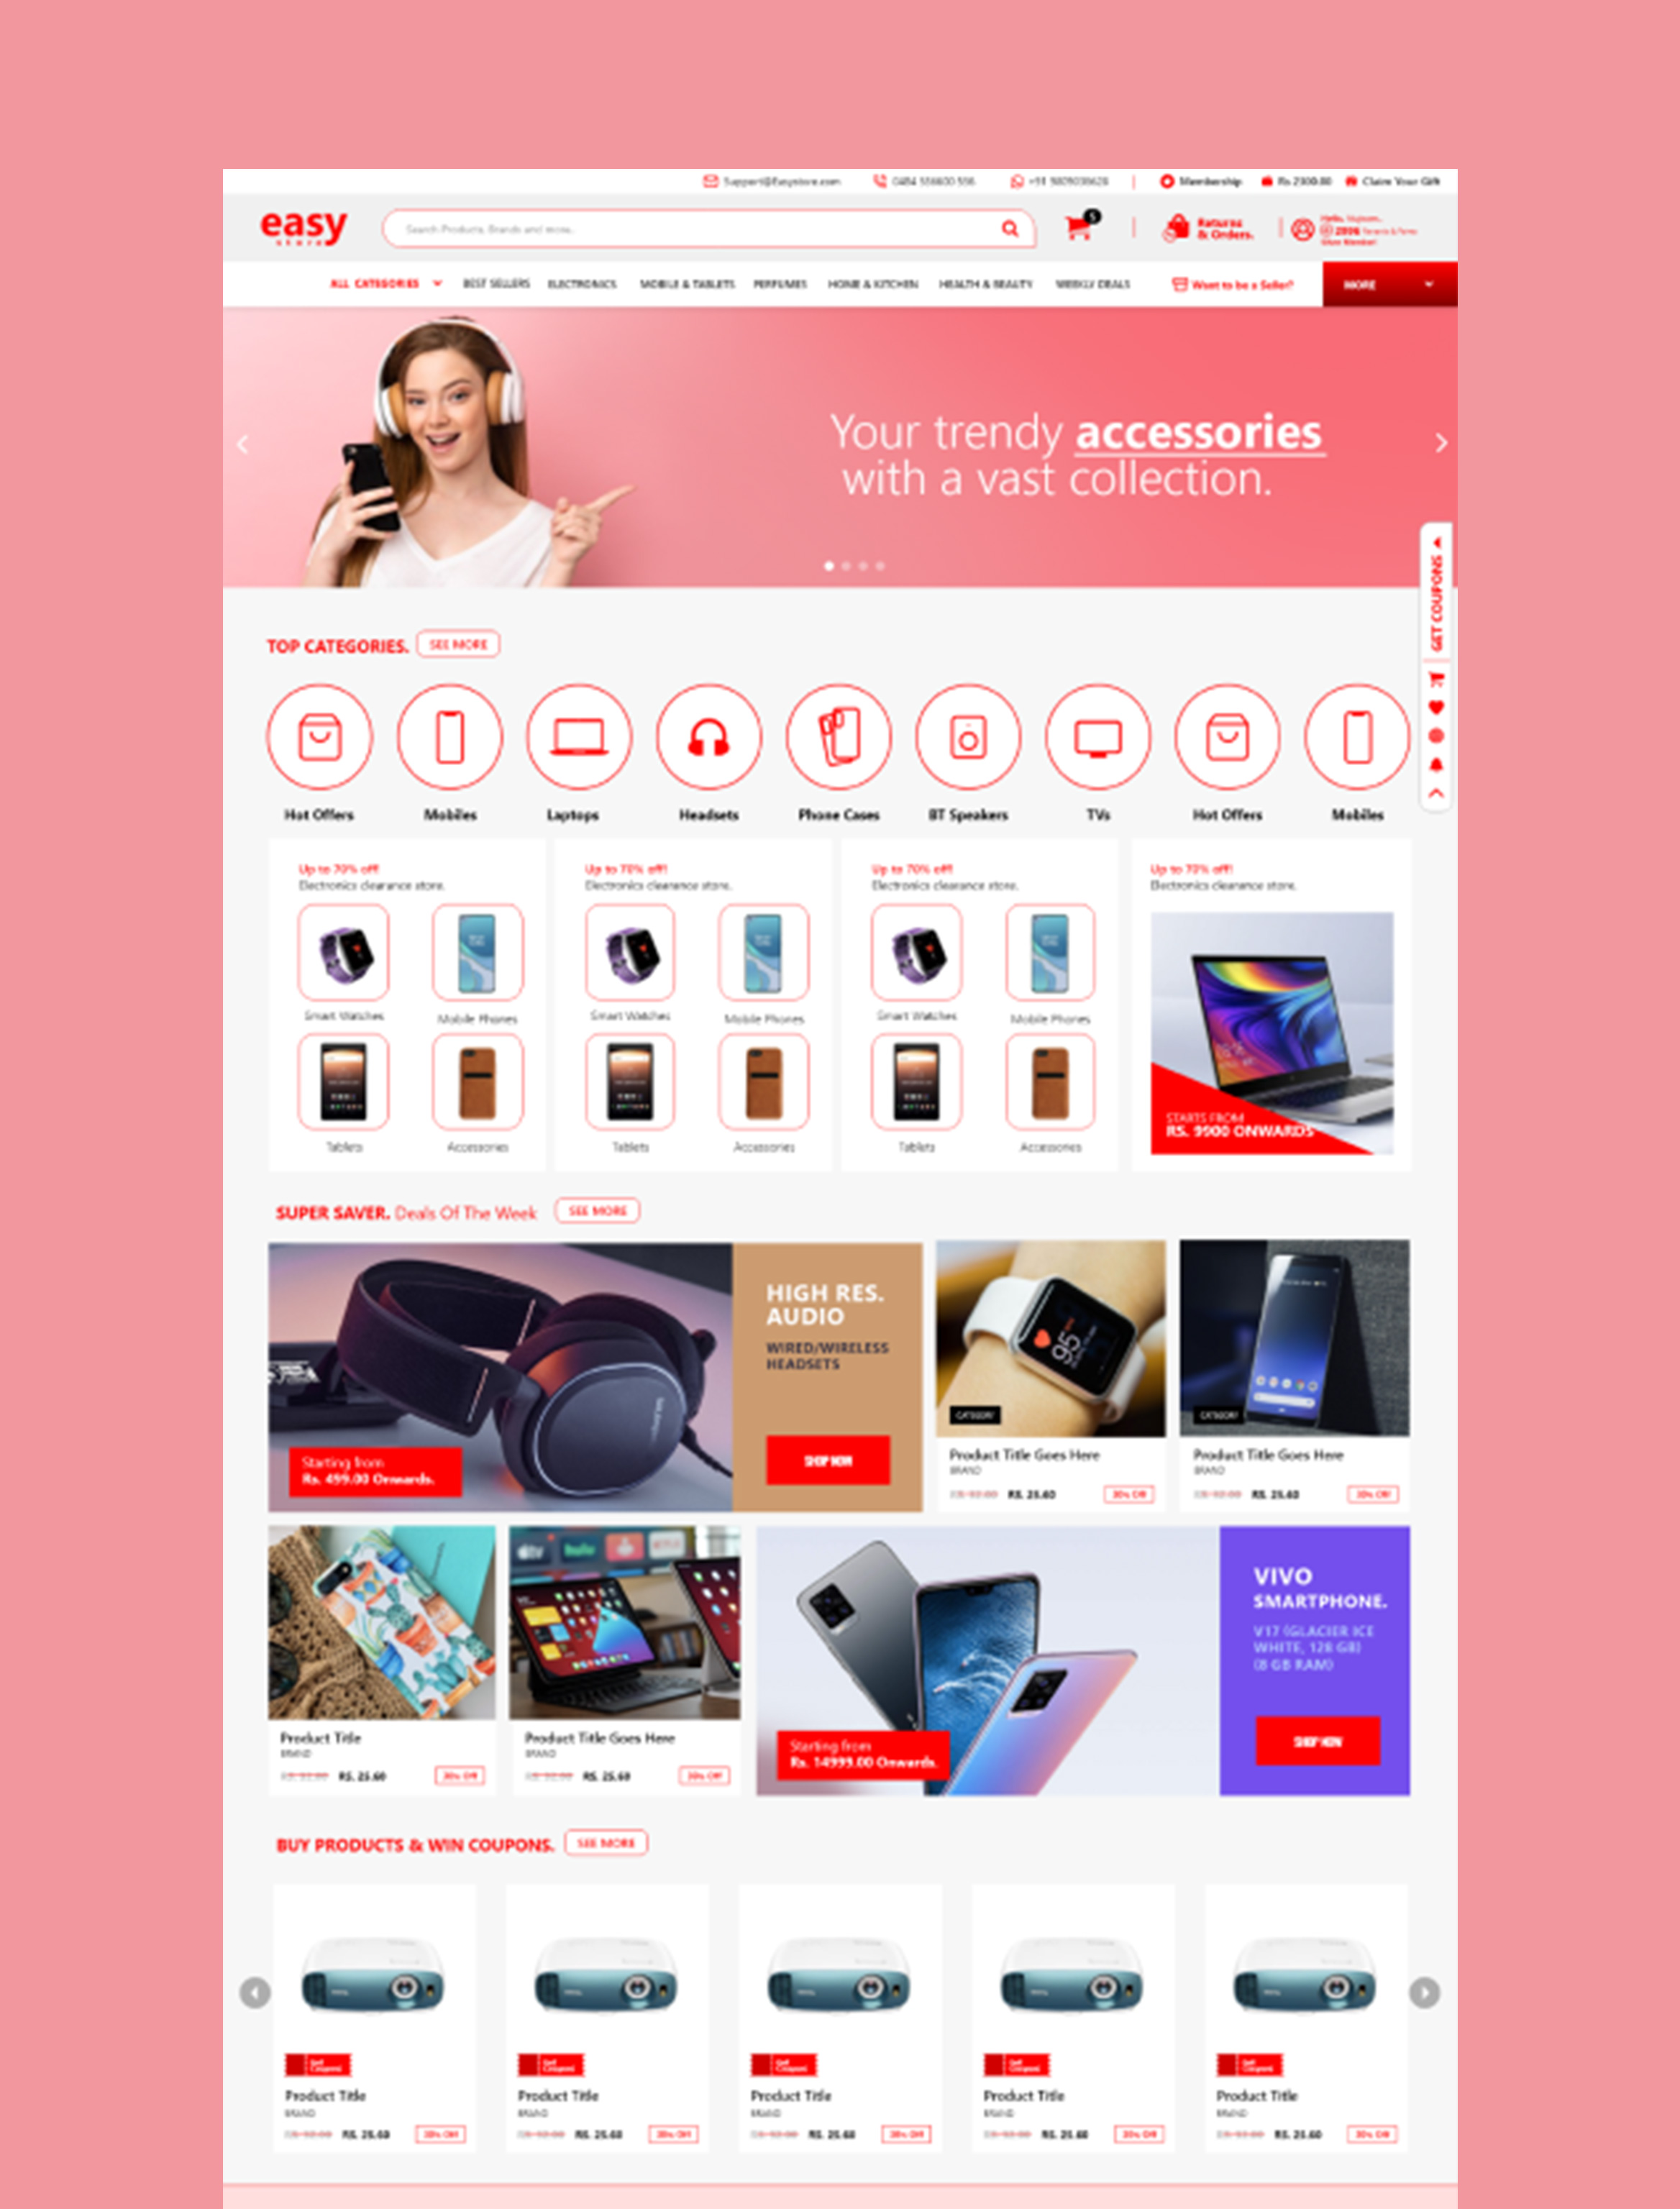 Support@Easystore.com
Membership
Rs 2300.00
Claim Your Gift
easy
store
Search Products, Brands and more..
5
Returns
& Orders.
Hello,
ALL CATEGORIES
BEST SELLERS
ELECTRONICS
MOBILE & TABLETS
PERFUMES
HOME & KITCHEN
HEALTH & BEAUTY
WEEKLY DEALS
Want to be a Seller?
MORE
Your trendy accessories
with a vast collection.
GET COUPONS
TOP CATEGORIES.
SEE MORE
Hot Offers
Mobiles
Laptops
Headsets
Phone Cases
BT Speakers
TVs
Hot Offers
Mobiles
Up to 70% off!
Electronics clearance store.
Smart Watches
Mobile Phones
Tablets
Accessories
Up to 70% off!
Electronics clearance store.
Smart Watches
Mobile Phones
Tablets
Accessories
Up to 70% off!
Electronics clearance store.
Smart Watches
Mobile Phones
Tablets
Accessories
Up to 70% off!
Electronics clearance store.
STARTS FROM
RS. 9900 ONWARDS
SUPER SAVER. Deals Of The Week
SEE MORE
Starting from
Rs. 499.00 Onwards.
HIGH RES.
AUDIO
WIRED/WIRELESS
HEADSETS
SHOP NOW
95
CATEGORY
Product Title Goes Here
BRAND
RS. 25.60
30% Off
CATEGORY
Product Title Goes Here
BRAND
RS. 25.60
30% Off
Product Title
BRAND
RS. 25.60
30% Off
tv
hulu
Product Title Goes Here
BRAND
RS. 25.60
30% Off
Starting from
Rs. 14999.00 Onwards.
VIVO
SMARTPHONE.
V17 (GLACIER ICE
WHITE, 128 GB)
(8 GB RAM)
SHOP NOW
BUY PRODUCTS & WIN COUPONS.
SEE MORE
Get
Coupons
Product Title
BRAND
RS. 25.60
30% Off
Get
Coupons
Product Title
BRAND
RS. 25.60
30% Off
Get
Coupons
Product Title
BRAND
RS. 25.60
30% Off
Get
Coupons
Product Title
BRAND
RS. 25.60
30% Off
Get
Coupons
Product Title
BRAND
RS. 25.60
30% Off